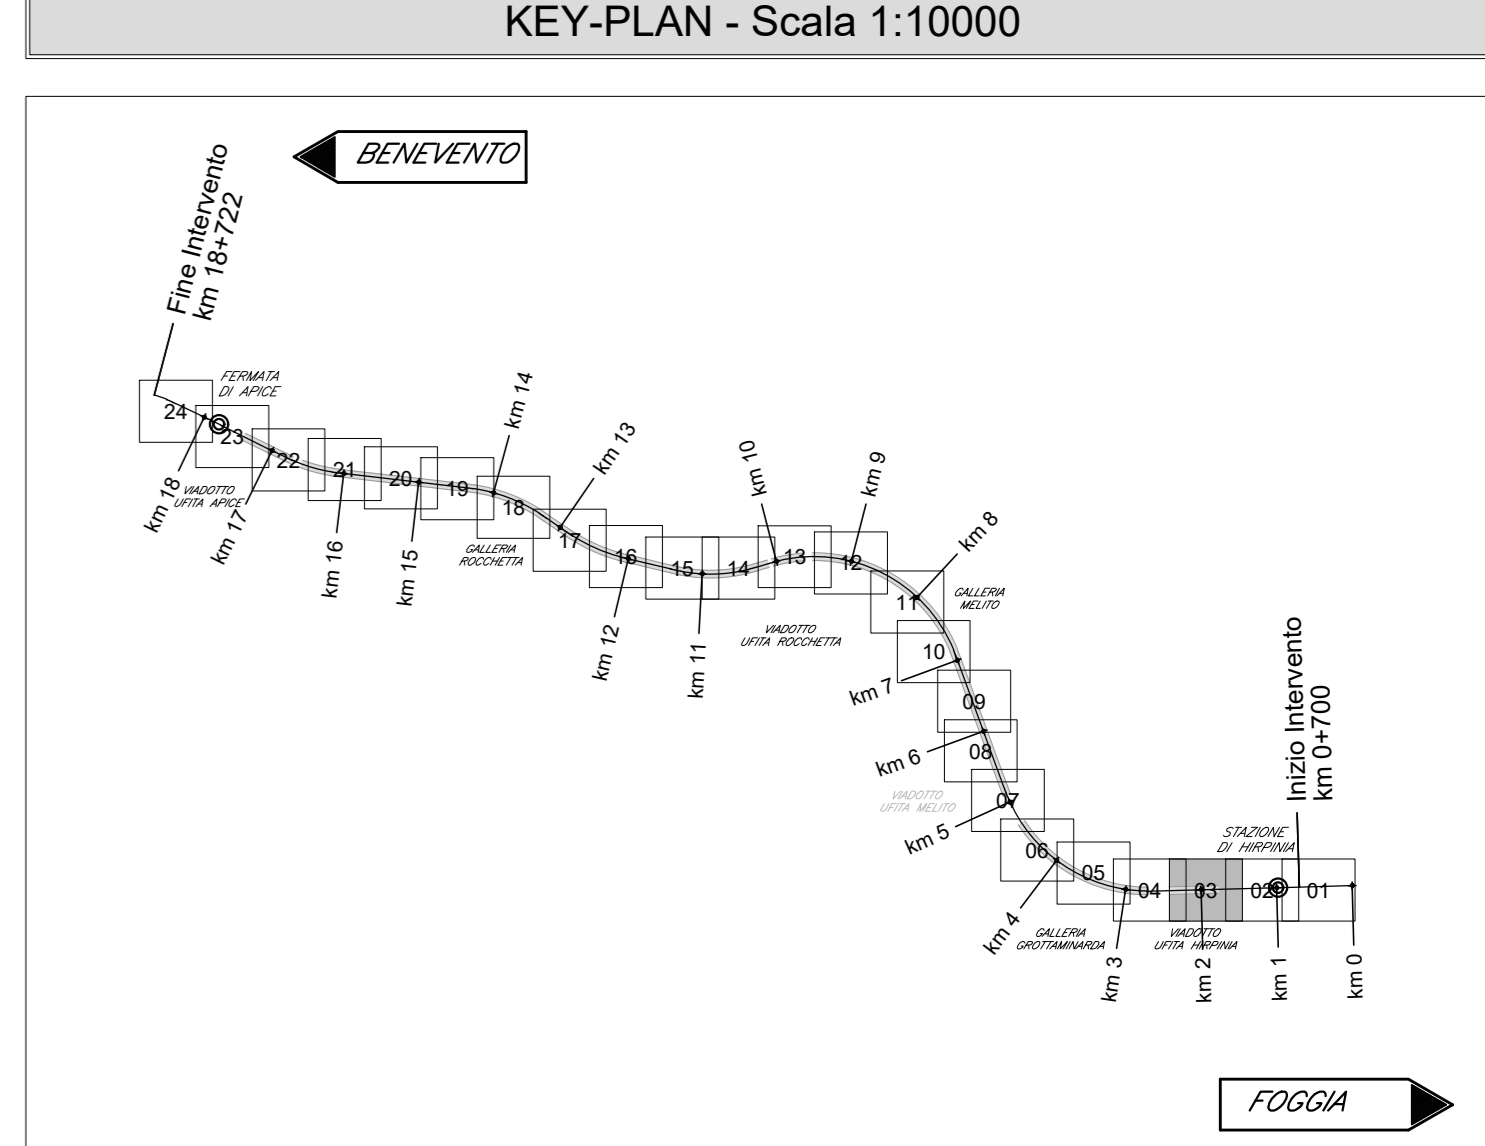 KEY-PLAN - Scala 1:10000
BENEVENTO
Fine Intervento
km 18+722
FERMATA
DI APICE
24
23
22
21
20
19
18
17
16
15
14
13
12
11
10
09
08
07
06
05
04
03
02
01
km 18
VIADOTTO
UFITA APICE
km 17
km 16
km 15
km 14
GALLERIA
ROCCHETTA
km 13
km 12
km 11
km 10
VIADOTTO
UFITA ROCCHETTA
km 9
km 8
GALLERIA
MELITO
km 7
km 6
VIADOTTO
UFITA MELITO
km 5
km 4
GALLERIA
GROTTAMINARDA
km 3
VIADOTTO
UFITA HIRPINIA
km 2
STAZIONE
DI HIRPINIA
km 1
Inizio Intervento
km 0+700
km 0
FOGGIA